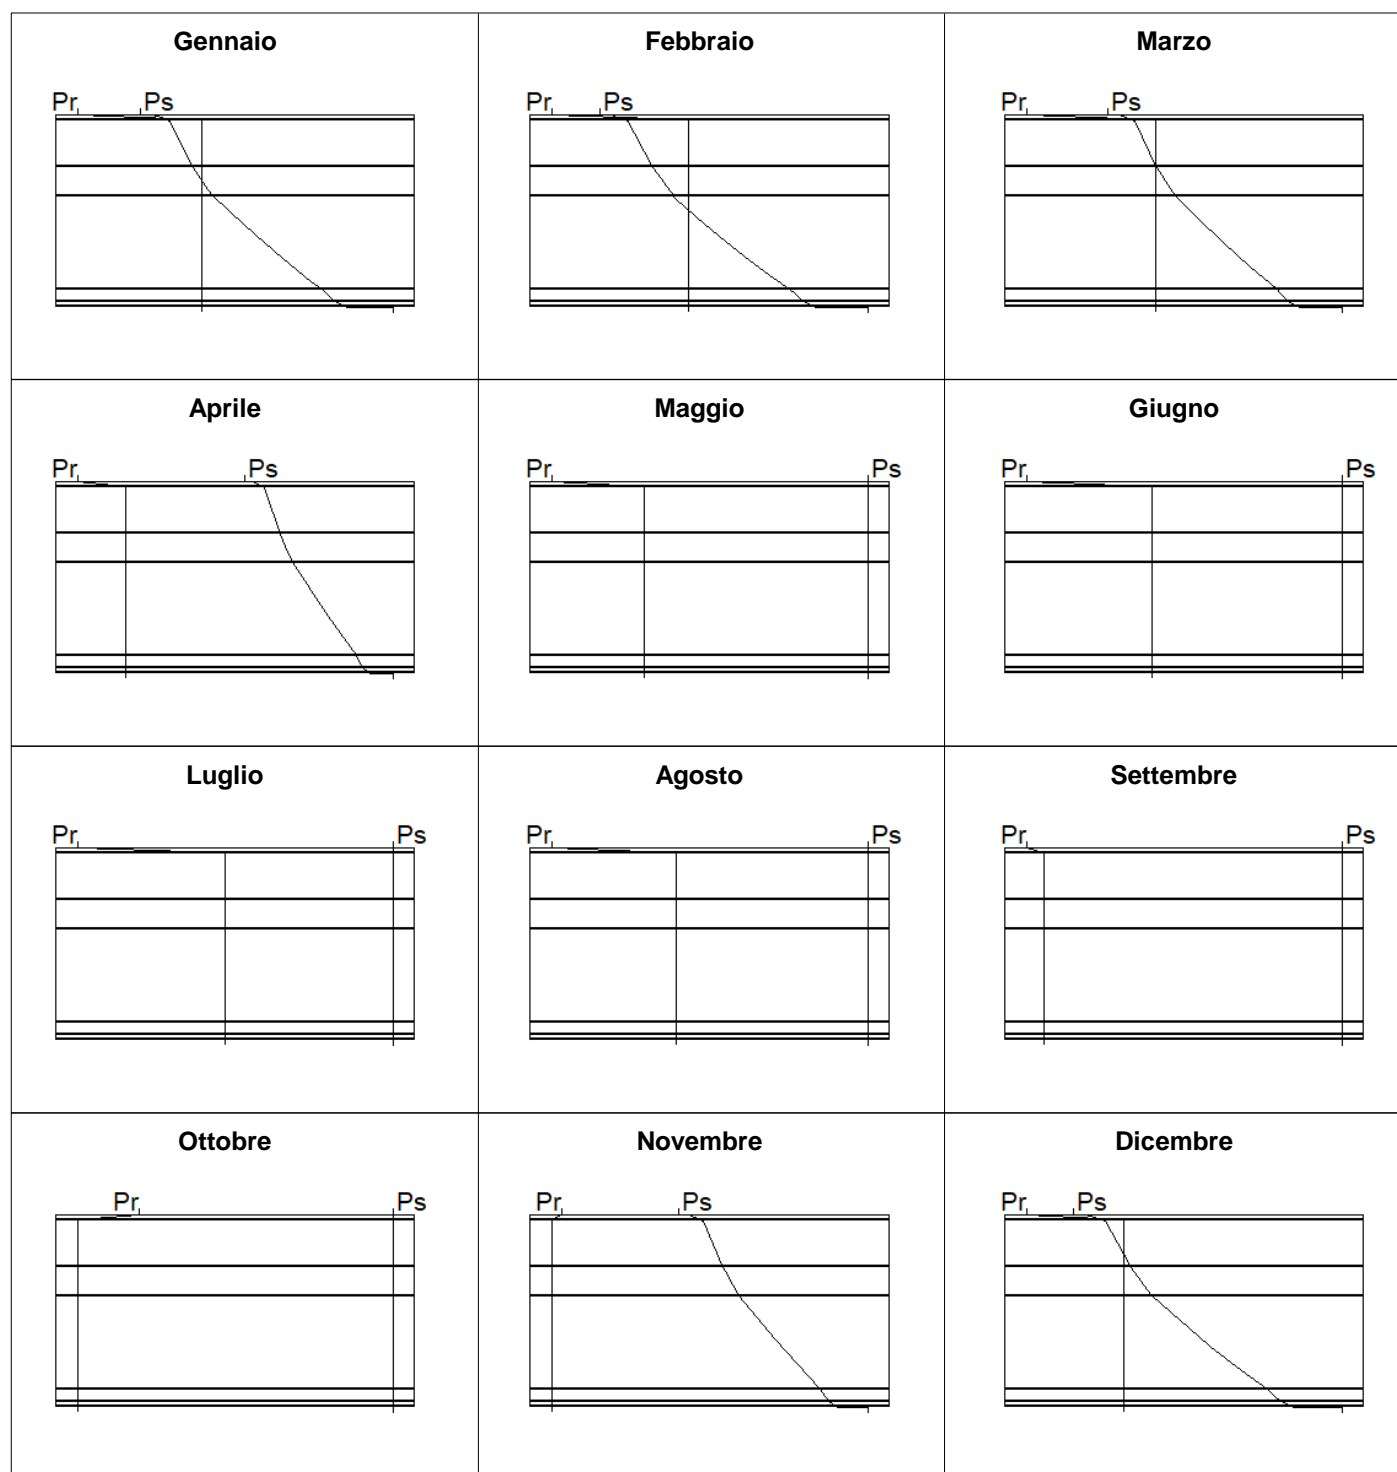 Gennaio Febbraio Marzo
Pr Ps Pr Ps Pr Ps
Aprile Maggio Giugno
Pr Ps Pr Ps Pr Ps
Luglio Agosto Settembre
Pr Ps Pr Ps Pr Ps
Ottobre Novembre Dicembre
Pr Ps Pr Ps Pr Ps